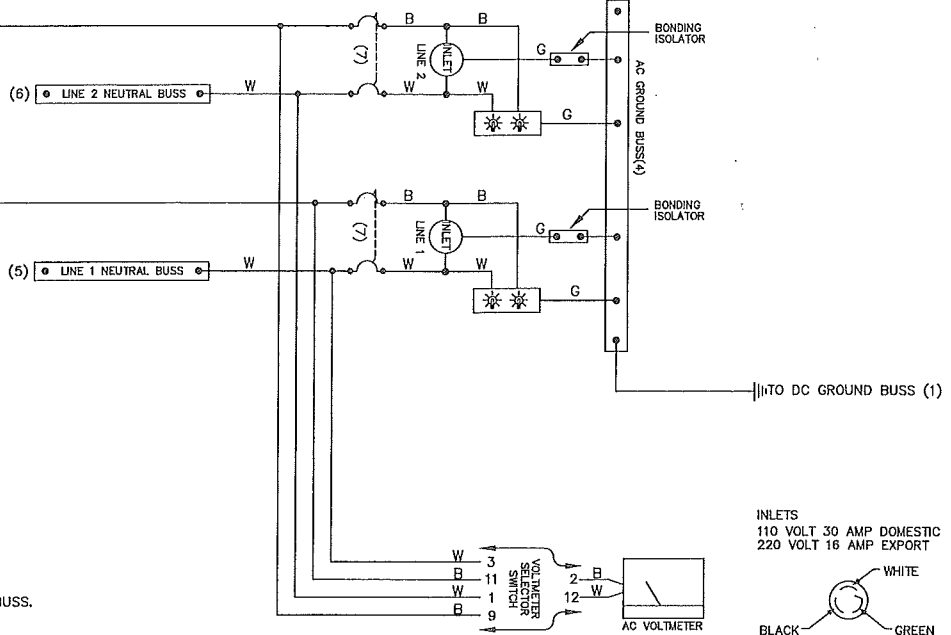 B
B
(7)
LINE 2
INLET
G
BONDING
ISOLATOR
(6)
LINE 2 NEUTRAL BUSS
W
W
W
G
AC GROUND BUSS(4)
B
B
(7)
LINE 1
INLET
G
BONDING
ISOLATOR
(5)
LINE 1 NEUTRAL BUSS
W
W
W
G
TO DC GROUND BUSS (1)
INLETS
110 VOLT 30 AMP DOMESTIC
220 VOLT 16 AMP EXPORT
WHITE
BLACK
GREEN
W 3
B 11
W 1
B 9
VOLTMETER
SELECTOR
SWITCH
2 B
12 W
AC VOLTMETER
BUSS.